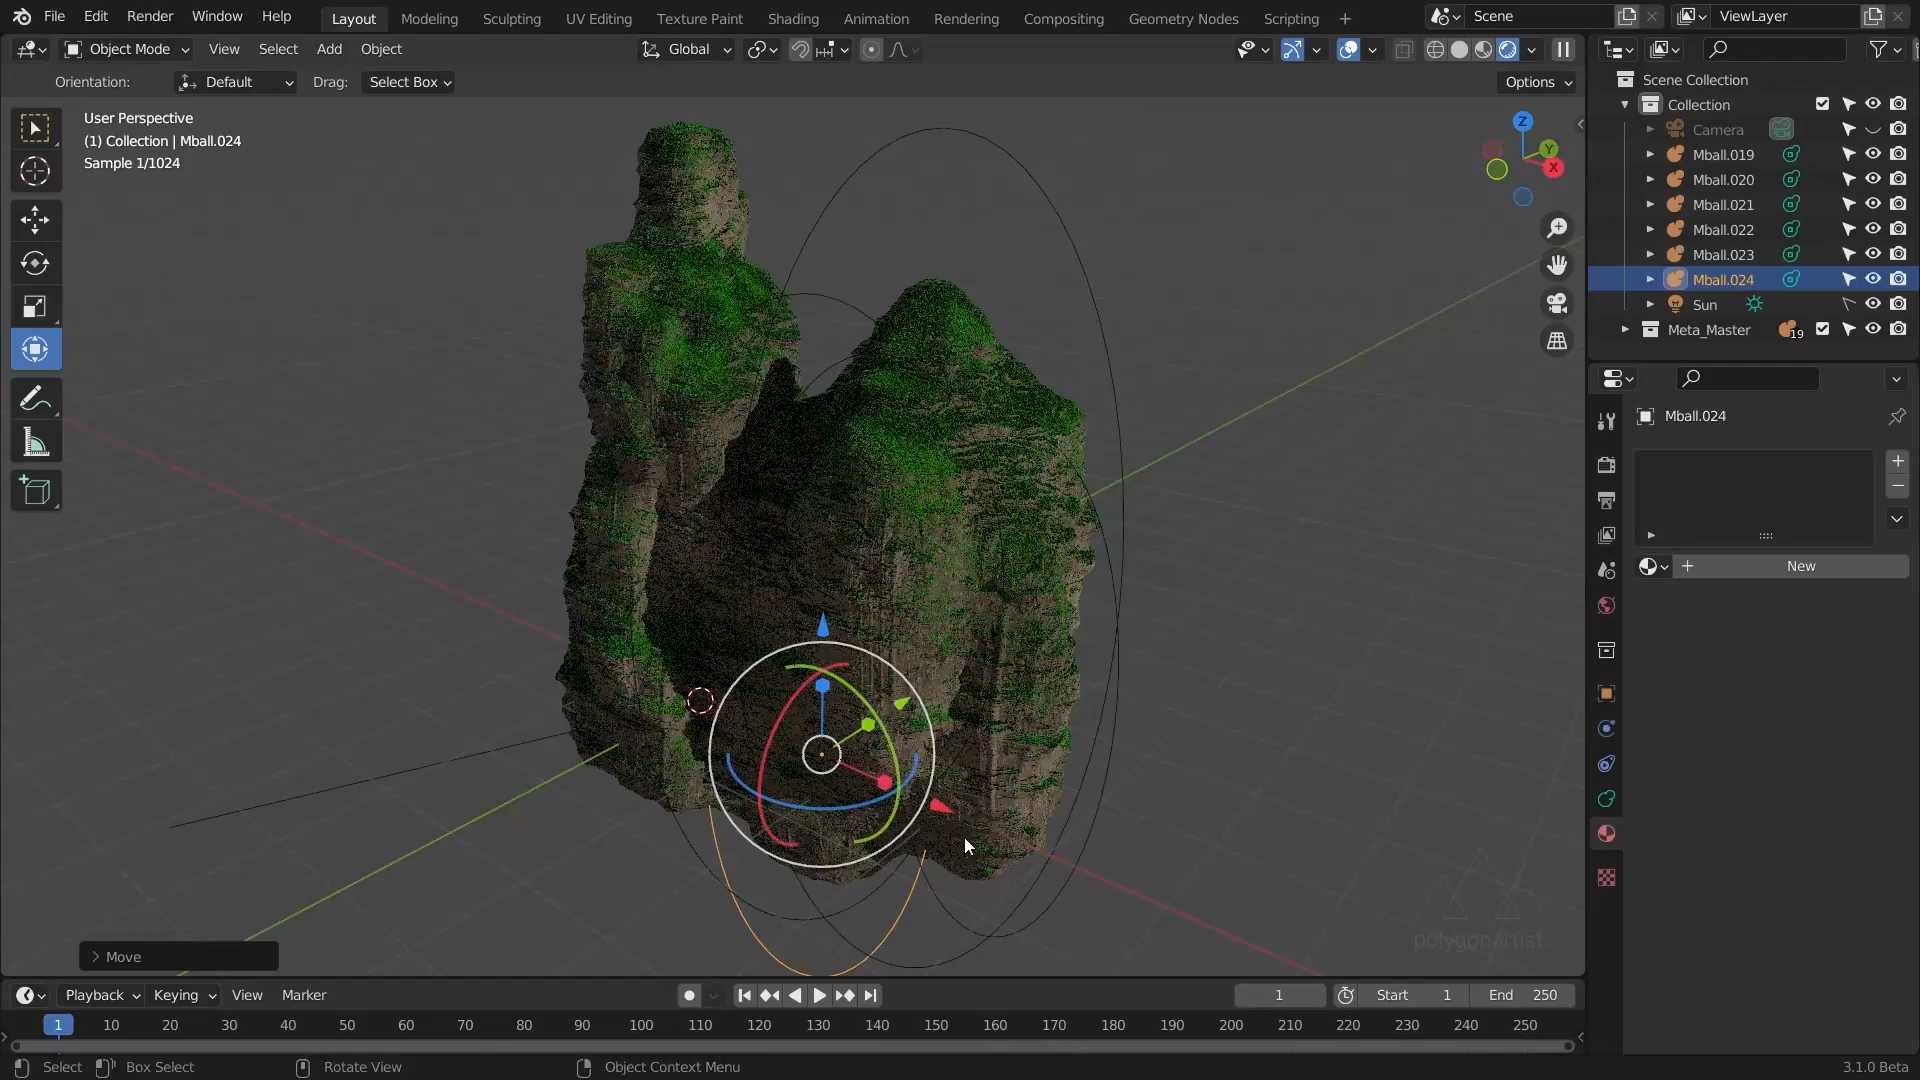 File Edit Render Window Help Layout Modeling Sculpting UV Editing Texture Paint Shading Animation Rendering Compositing Geometry Nodes Scripting + Scene ViewLayer
Object Mode View Select Add Object Global
Orientation: Default Drag: Select Box Options
User Perspective
(1) Collection | Mball.024
Sample 1/1024
Z
Y
X
Scene Collection
Collection
Camera
Mball.019
Mball.020
Mball.021
Mball.022
Mball.023
Mball.024
Sun
Meta_Master 19
Mball.024
New
polygonartist
Move
Playback Keying View Marker 1 Start 1 End 250
1 10 20 30 40 50 60 70 80 90 100 110 120 130 140 150 160 170 180 190 200 210 220 230 240 250
Select Box Select Rotate View Object Context Menu 3.1.0 Beta